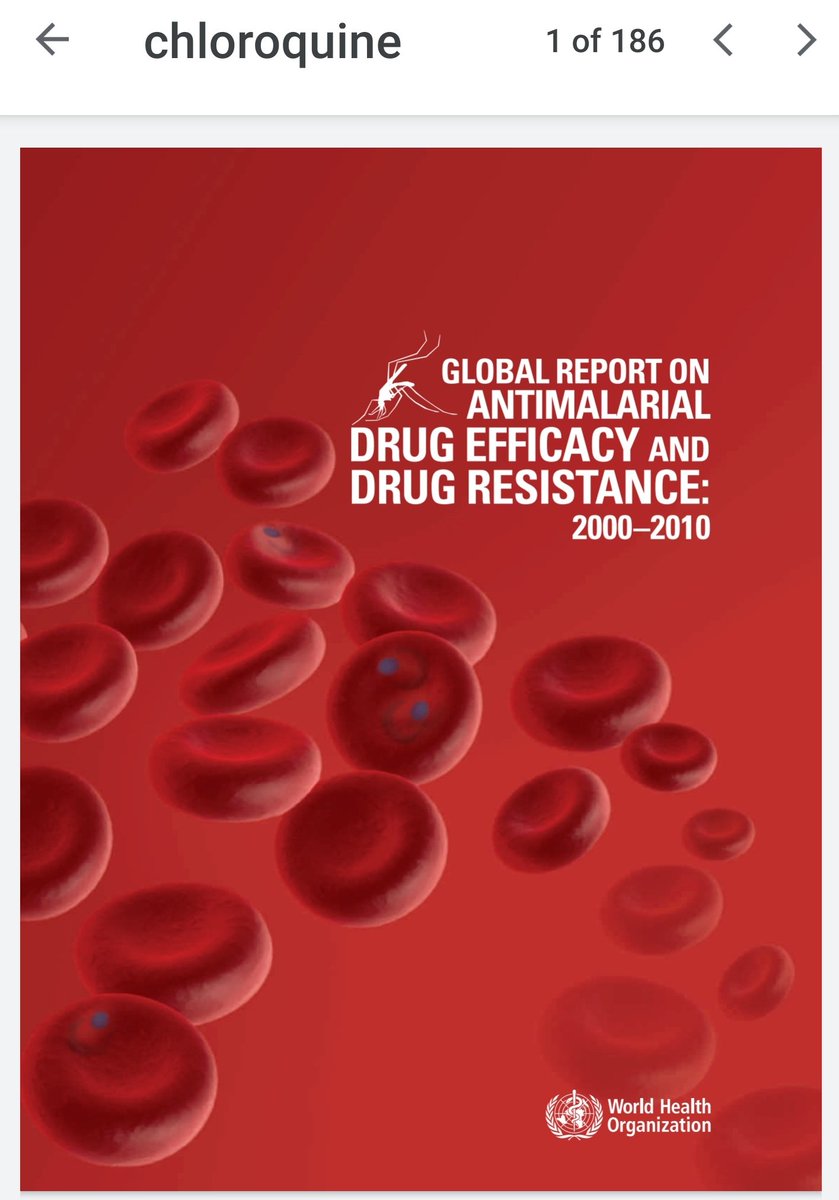 chloroquine 1 of 186
GLOBAL REPORT ON
ANTIMALARIAL
DRUG EFFICACY AND
DRUG RESISTANCE:
2000–2010
World Health
Organization